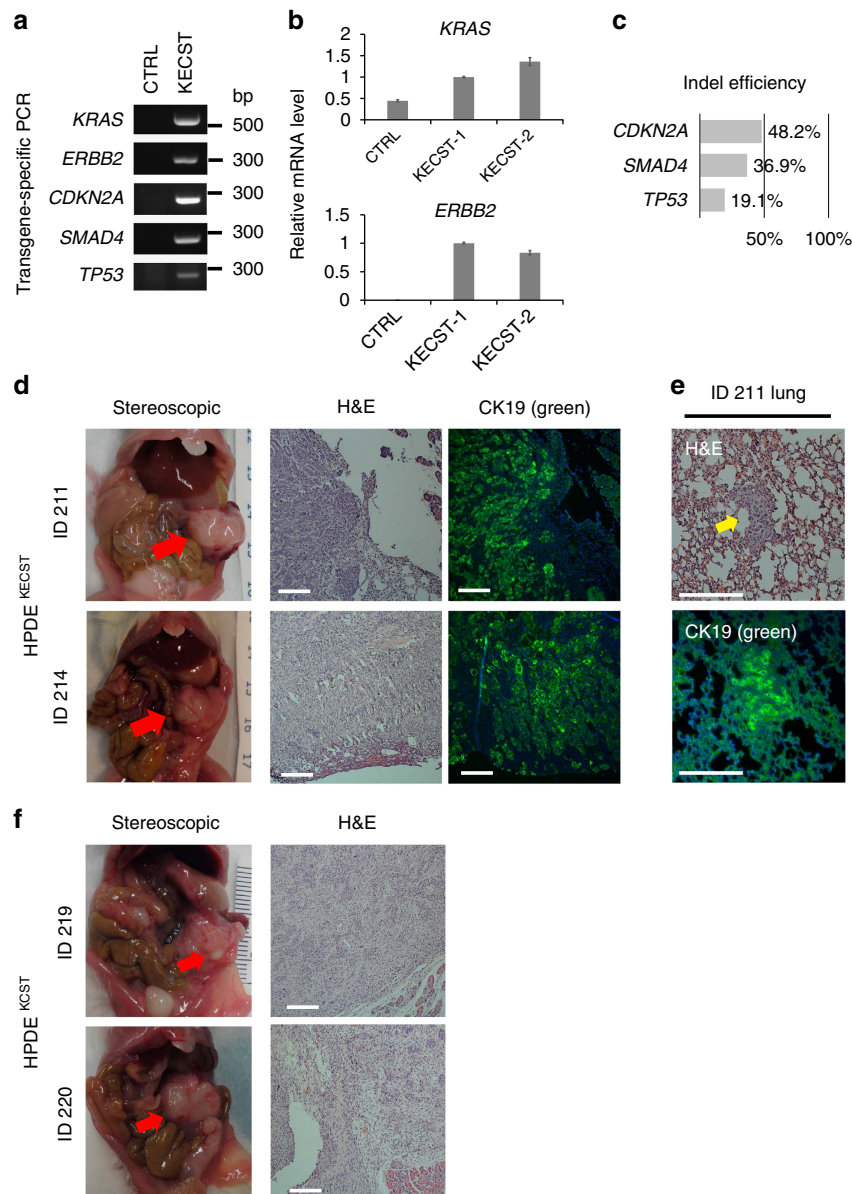 a
CTRL
KECST
bp
Transgene-specific PCR
KRAS
500
ERBB2
300
CDKN2A
300
SMAD4
300
TP53
300
b
Relative mRNA level
KRAS
2
1.5
1
0.5
0
CTRL
KECST-1
KECST-2
ERBB2
1.5
1
0.5
0
CTRL
KECST-1
KECST-2
c
Indel efficiency
CDKN2A 48.2%
SMAD4 36.9%
TP53 19.1%
50% 100%
d
Stereoscopic H&E CK19 (green)
HPDE KECST
ID 211
ID 214
e
ID 211 lung
H&E
CK19 (green)
f
Stereoscopic H&E
HPDE KCST
ID 219
ID 220